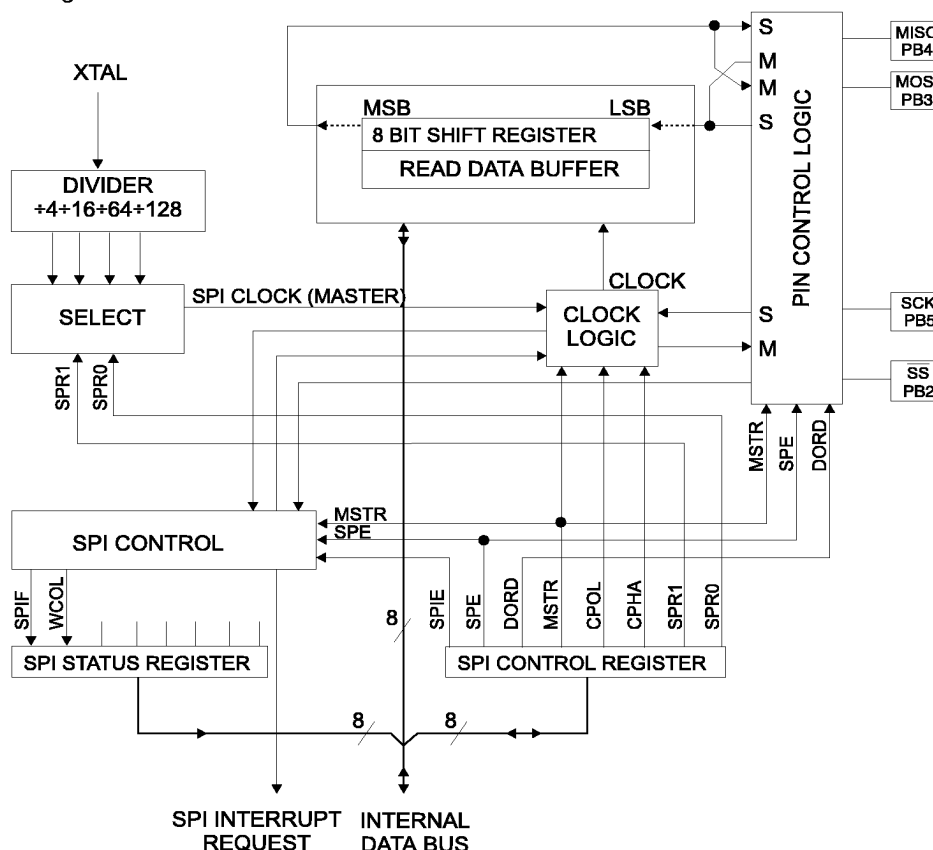 XTAL
DIVIDER
÷4÷16÷64÷128
SELECT
SPI CLOCK (MASTER)
SPR1
SPR0
MSB
LSB
8 BIT SHIFT REGISTER
READ DATA BUFFER
CLOCK
CLOCK
LOGIC
S
M
M
S
S
M
PIN CONTROL LOGIC
MISO
PB4
MOSI
PB3
SCK
PB5
SS
PB2
MSTR
SPE
DORD
SPI CONTROL
MSTR
SPE
SPIF
WCOL
SPI STATUS REGISTER
8
SPIE
SPE
DORD
MSTR
CPOL
CPHA
SPR1
SPR0
SPI CONTROL REGISTER
8
8
SPI INTERRUPT
REQUEST
INTERNAL
DATA BUS